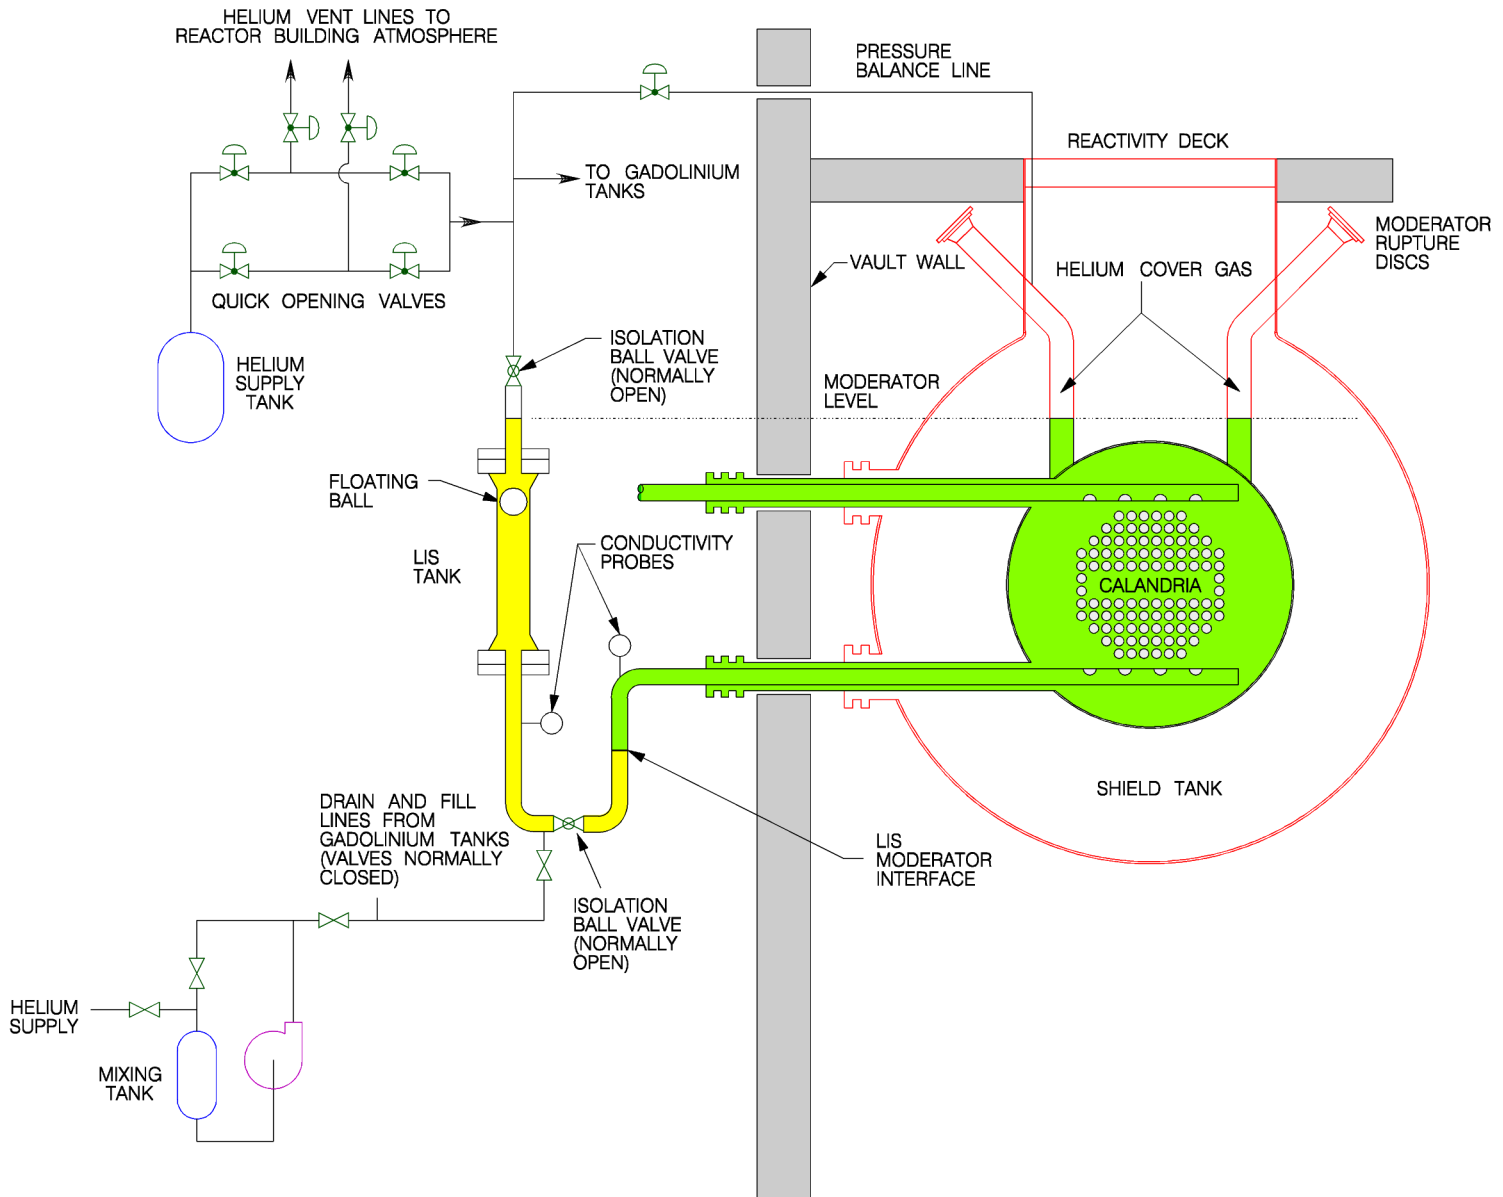 HELIUM VENT LINES TO
REACTOR BUILDING ATMOSPHERE
PRESSURE
BALANCE LINE
REACTIVITY DECK
TO GADOLINIUM
TANKS
MODERATOR
RUPTURE
DISCS
VAULT WALL
HELIUM COVER GAS
QUICK OPENING VALVES
HELIUM
SUPPLY
TANK
ISOLATION
BALL VALVE
(NORMALLY
OPEN)
MODERATOR
LEVEL
FLOATING
BALL
LIS
TANK
CONDUCTIVITY
PROBES
CALANDRIA
SHIELD TANK
DRAIN AND FILL
LINES FROM
GADOLINIUM TANKS
(VALVES NORMALLY
CLOSED)
LIS
MODERATOR
INTERFACE
ISOLATION
BALL VALVE
(NORMALLY
OPEN)
HELIUM
SUPPLY
MIXING
TANK